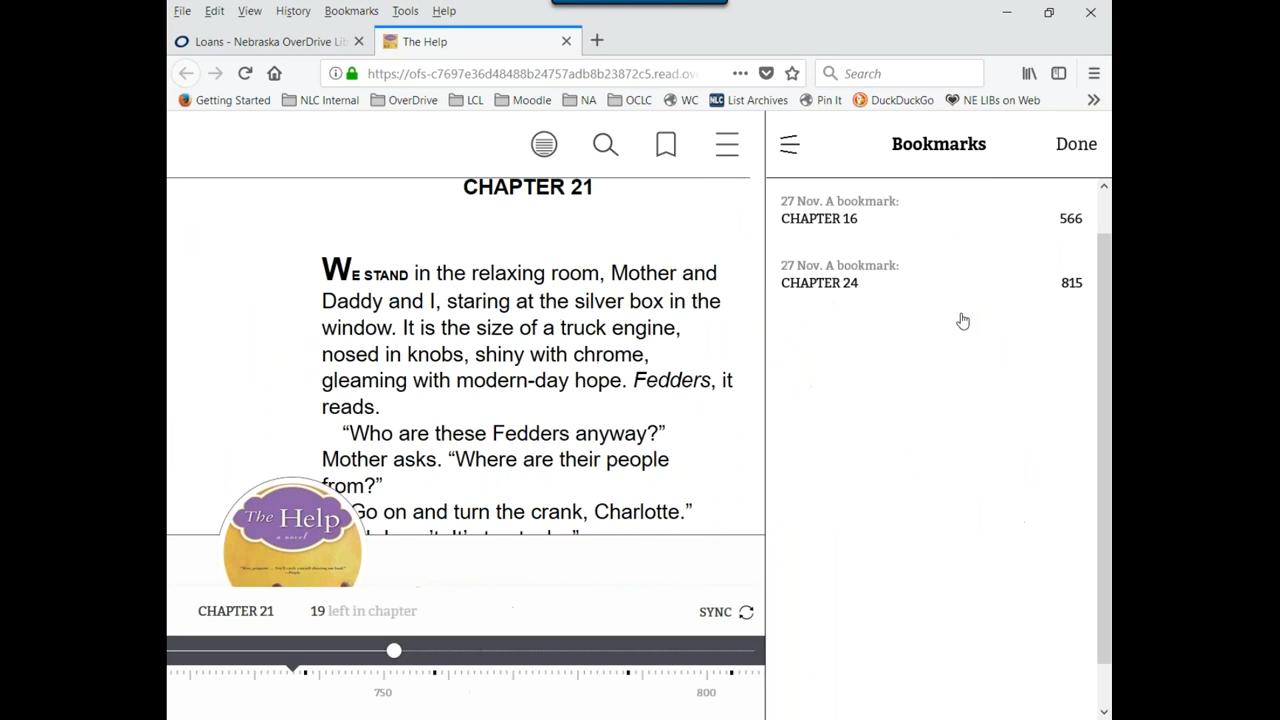 File Edit View History Bookmarks Tools Help
Loans - Nebraska OverDrive Lib
The Help
https://ofs-c7697e36d48488b24757adb8b23872c5.read.ov
Search
Getting Started NLC Internal OverDrive LCL Moodle NA OCLC WC NLC List Archives Pin It DuckDuckGo NE LIBs on Web
Bookmarks Done
CHAPTER 21
27 Nov. A bookmark:
CHAPTER 16 566
27 Nov. A bookmark:
CHAPTER 24 815
WE STAND in the relaxing room, Mother and
Daddy and I, staring at the silver box in the
window. It is the size of a truck engine,
nosed in knobs, shiny with chrome,
gleaming with modern-day hope. Fedders, it
reads.
“Who are these Fedders anyway?”
Mother asks. “Where are their people
from?”
Go on and turn the crank, Charlotte.”
The Help
a novel
CHAPTER 21 19 left in chapter SYNC
750 800